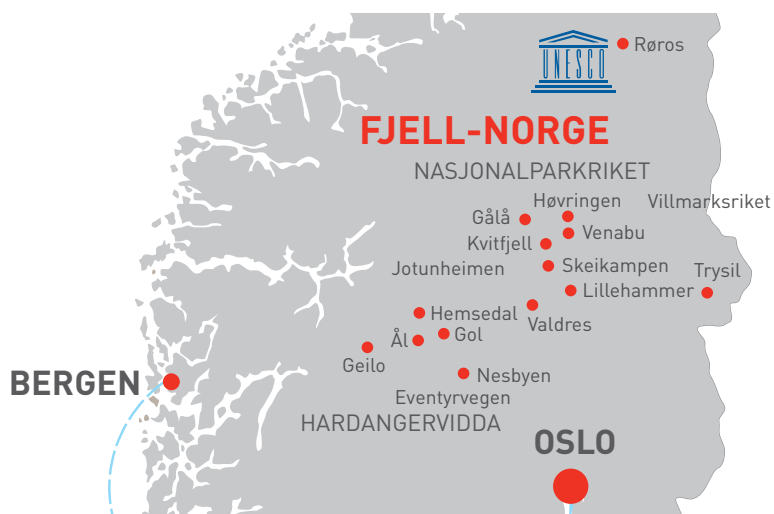 Røros
UNESCO
FJELL-NORGE
NASJONALPARKRIKET
Høvringen
Villmarksriket
Gålå
Venabu
Kvitfjell
Jotunheimen
Skeikampen
Trysil
Lillehammer
Hemsedal
Valdres
Ål
Gol
Geilo
Nesbyen
BERGEN
Eventyrvegen
HARDANGERVIDDA
OSLO